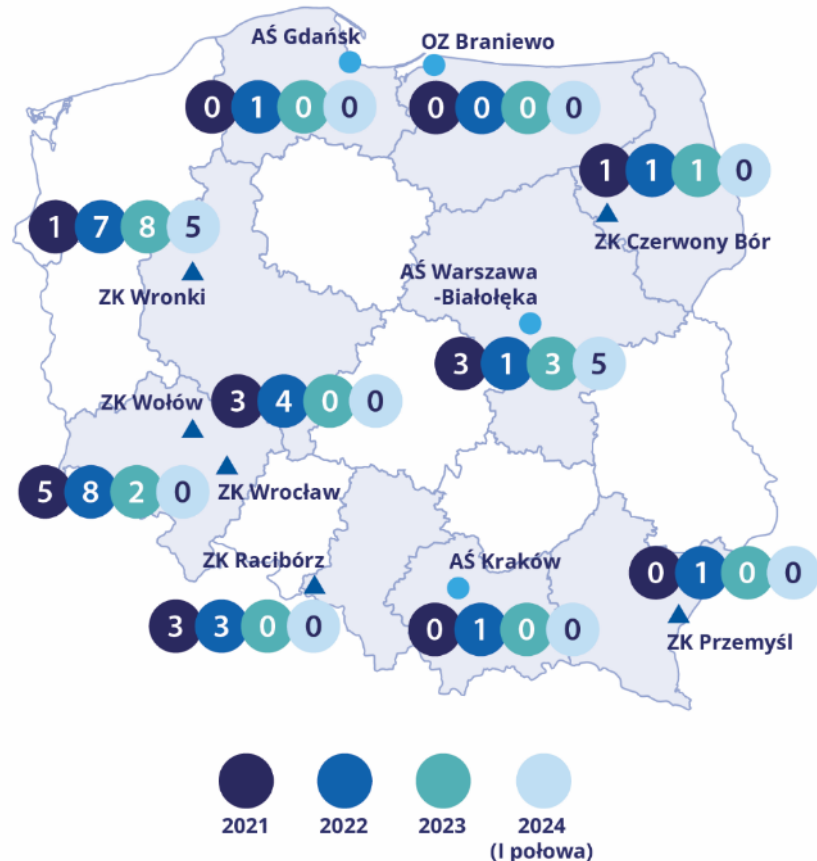 AŚ Gdańsk
0 1 0 0
OZ Braniewo
0 0 0 0
1 1 1 0
ZK Czerwony Bór
1 7 8 5
ZK Wronki
AŚ Warszawa
-Białołęka
3 1 3 5
ZK Wołów
3 4 0 0
5 8 2 0
ZK Wrocław
ZK Racibórz
3 3 0 0
AŚ Kraków
0 1 0 0
0 1 0 0
ZK Przemyśl
2021
2022
2023
2024
(I połowa)